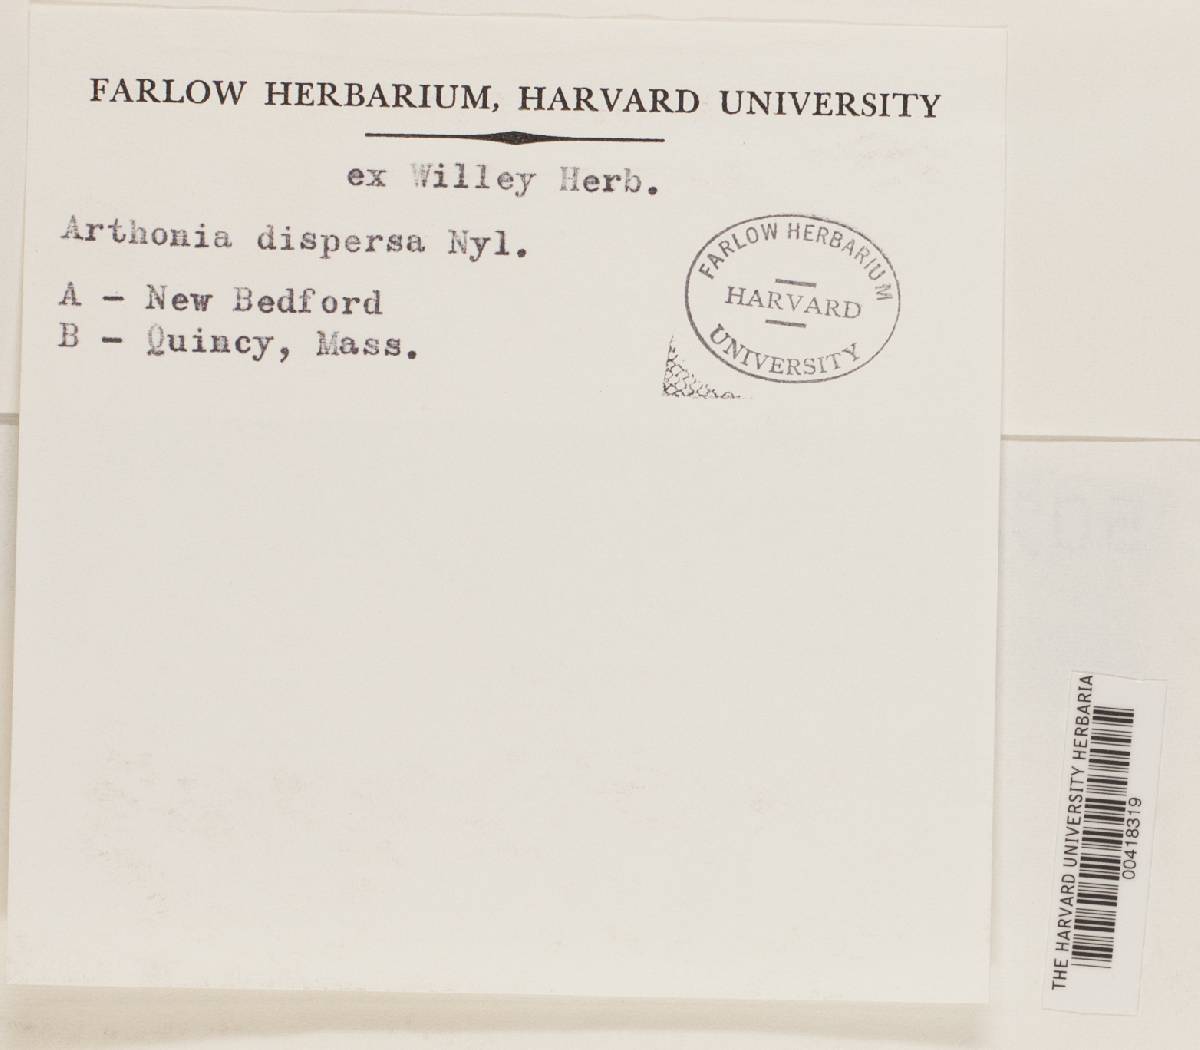 FARLOW HERBARIUM, HARVARD UNIVERSITY
ex Willey Herb.
Arthonia dispersa Nyl.
A - New Bedford
B - Quincy, Mass.
FARLOW HERBARIUM
HARVARD
UNIVERSITY
THE HARVARD UNIVERSITY HERBARIA
00418319